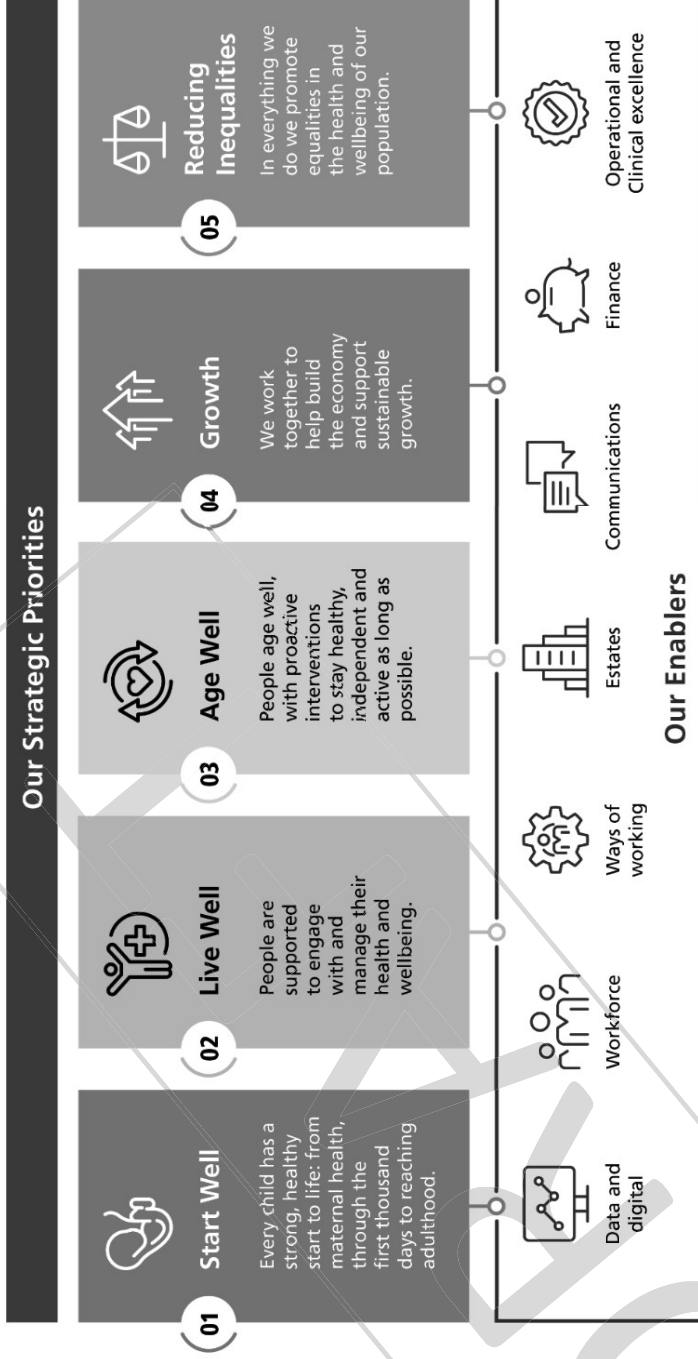 Our Strategic Priorities
01
Start Well
Every child has a
strong, healthy
start to life: from
maternal health,
through the
first thousand
days to reaching
adulthood.
02
Live Well
People are
supported
to engage
with and
manage their
health and
wellbeing.
03
Age Well
People age well,
with proactive
interventions
to stay healthy,
independent and
active as long as
possible.
04
Growth
We work
together to
help build
the economy
and support
sustainable
growth.
05
Reducing
Inequalities
In everything we
do we promote
equalities in
the health and
wellbeing of our
population.
Data and
digital
Workforce
Ways of
working
Estates
Communications
Finance
Operational and
Clinical excellence
Our Enablers